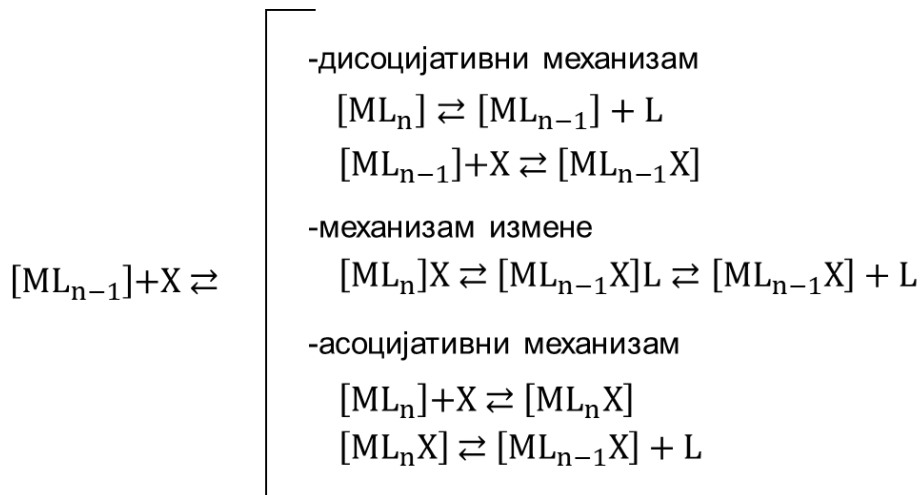 -дисоцијативни механизам
[MLₙ] ⇄ [MLₙ₋₁] + L
[MLₙ₋₁]+X ⇄ [MLₙ₋₁X]
-механизам измене
[MLₙ₋₁]+X ⇄
[MLₙ]X ⇄ [MLₙ₋₁X]L ⇄ [MLₙ₋₁X] + L
-асоцијативни механизам
[MLₙ]+X ⇄ [MLₙX]
[MLₙX] ⇄ [MLₙ₋₁X] + L